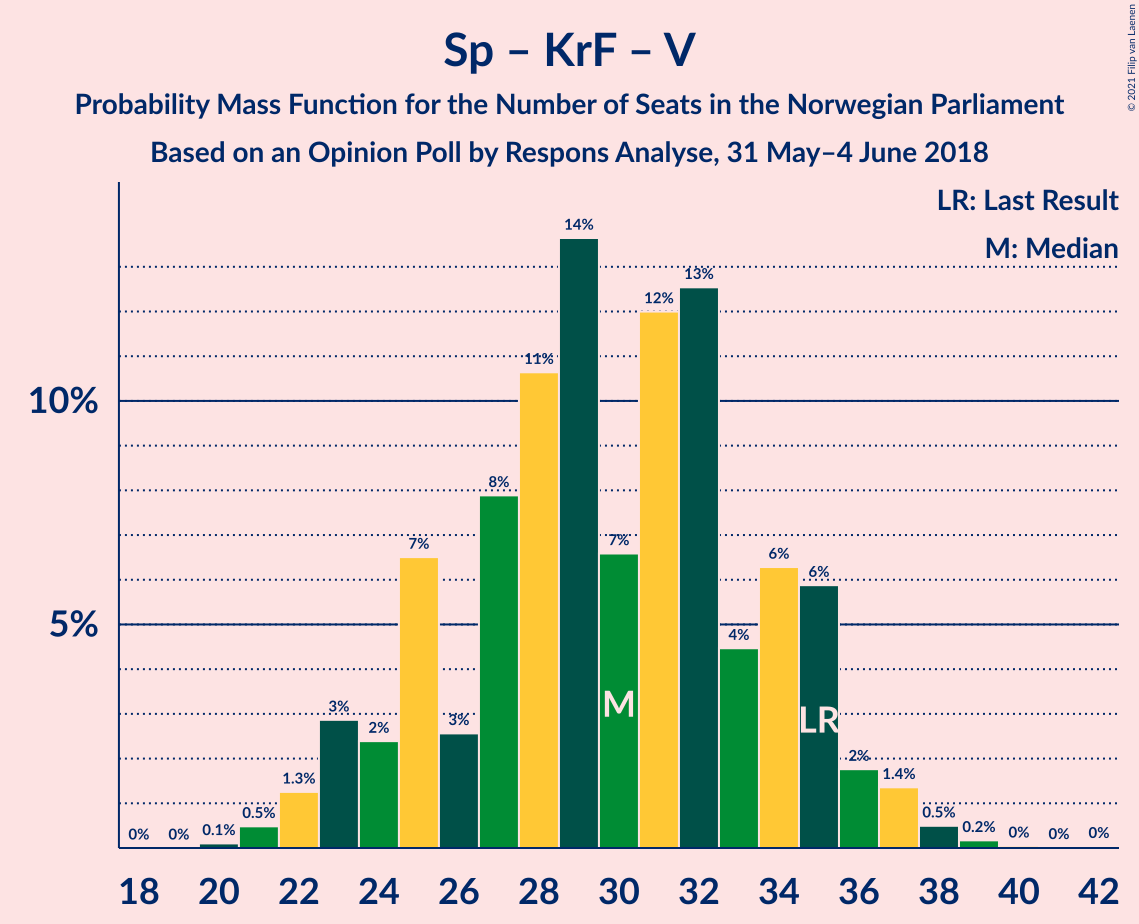 © 2021 Filip van Laenen
Sp – KrF – V
Probability Mass Function for the Number of Seats in the Norwegian Parliament
Based on an Opinion Poll by Respons Analyse, 31 May–4 June 2018
LR: Last Result
M: Median
10%
5%
0% 0% 0.1% 0.5% 1.3% 3% 2% 7% 3% 8% 11% 14% 7% 12% 13% 4% 6% 6% 2% 1.4% 0.5% 0.2% 0% 0% 0%
M
LR
18 20 22 24 26 28 30 32 34 36 38 40 42